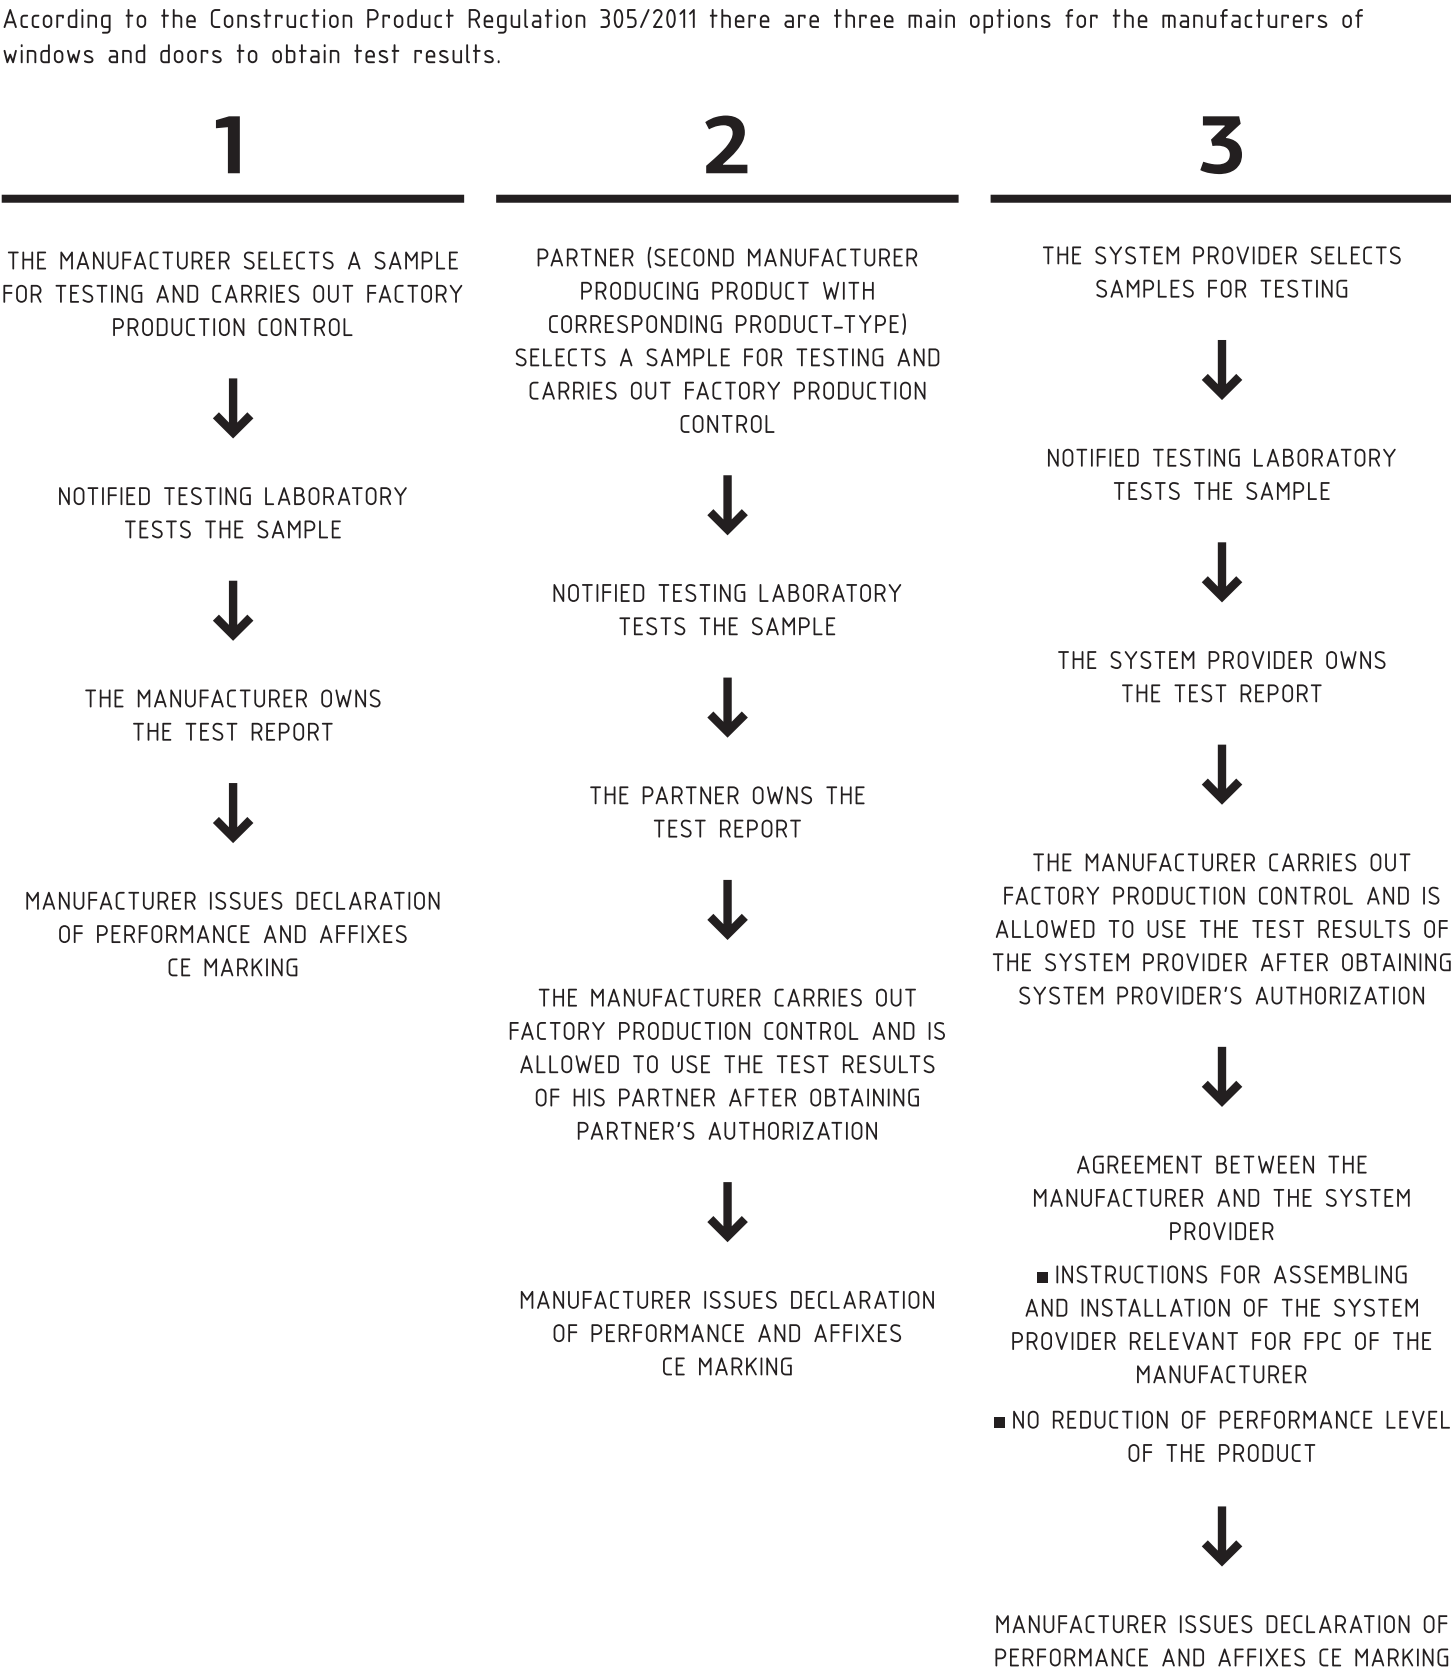 According to the Construction Product Regulation 305/2011 there are three main options for the manufacturers of
windows and doors to obtain test results.
1
THE MANUFACTURER SELECTS A SAMPLE
FOR TESTING AND CARRIES OUT FACTORY
PRODUCTION CONTROL
NOTIFIED TESTING LABORATORY
TESTS THE SAMPLE
THE MANUFACTURER OWNS
THE TEST REPORT
MANUFACTURER ISSUES DECLARATION
OF PERFORMANCE AND AFFIXES
CE MARKING
2
PARTNER (SECOND MANUFACTURER
PRODUCING PRODUCT WITH
CORRESPONDING PRODUCT-TYPE)
SELECTS A SAMPLE FOR TESTING AND
CARRIES OUT FACTORY PRODUCTION
CONTROL
NOTIFIED TESTING LABORATORY
TESTS THE SAMPLE
THE PARTNER OWNS THE
TEST REPORT
THE MANUFACTURER CARRIES OUT
FACTORY PRODUCTION CONTROL AND IS
ALLOWED TO USE THE TEST RESULTS
OF HIS PARTNER AFTER OBTAINING
PARTNER'S AUTHORIZATION
MANUFACTURER ISSUES DECLARATION
OF PERFORMANCE AND AFFIXES
CE MARKING
3
THE SYSTEM PROVIDER SELECTS
SAMPLES FOR TESTING
NOTIFIED TESTING LABORATORY
TESTS THE SAMPLE
THE SYSTEM PROVIDER OWNS
THE TEST REPORT
THE MANUFACTURER CARRIES OUT
FACTORY PRODUCTION CONTROL AND IS
ALLOWED TO USE THE TEST RESULTS OF
THE SYSTEM PROVIDER AFTER OBTAINING
SYSTEM PROVIDER'S AUTHORIZATION
AGREEMENT BETWEEN THE
MANUFACTURER AND THE SYSTEM
PROVIDER
■ INSTRUCTIONS FOR ASSEMBLING
AND INSTALLATION OF THE SYSTEM
PROVIDER RELEVANT FOR FPC OF THE
MANUFACTURER
■ NO REDUCTION OF PERFORMANCE LEVEL
OF THE PRODUCT
MANUFACTURER ISSUES DECLARATION OF
PERFORMANCE AND AFFIXES CE MARKING